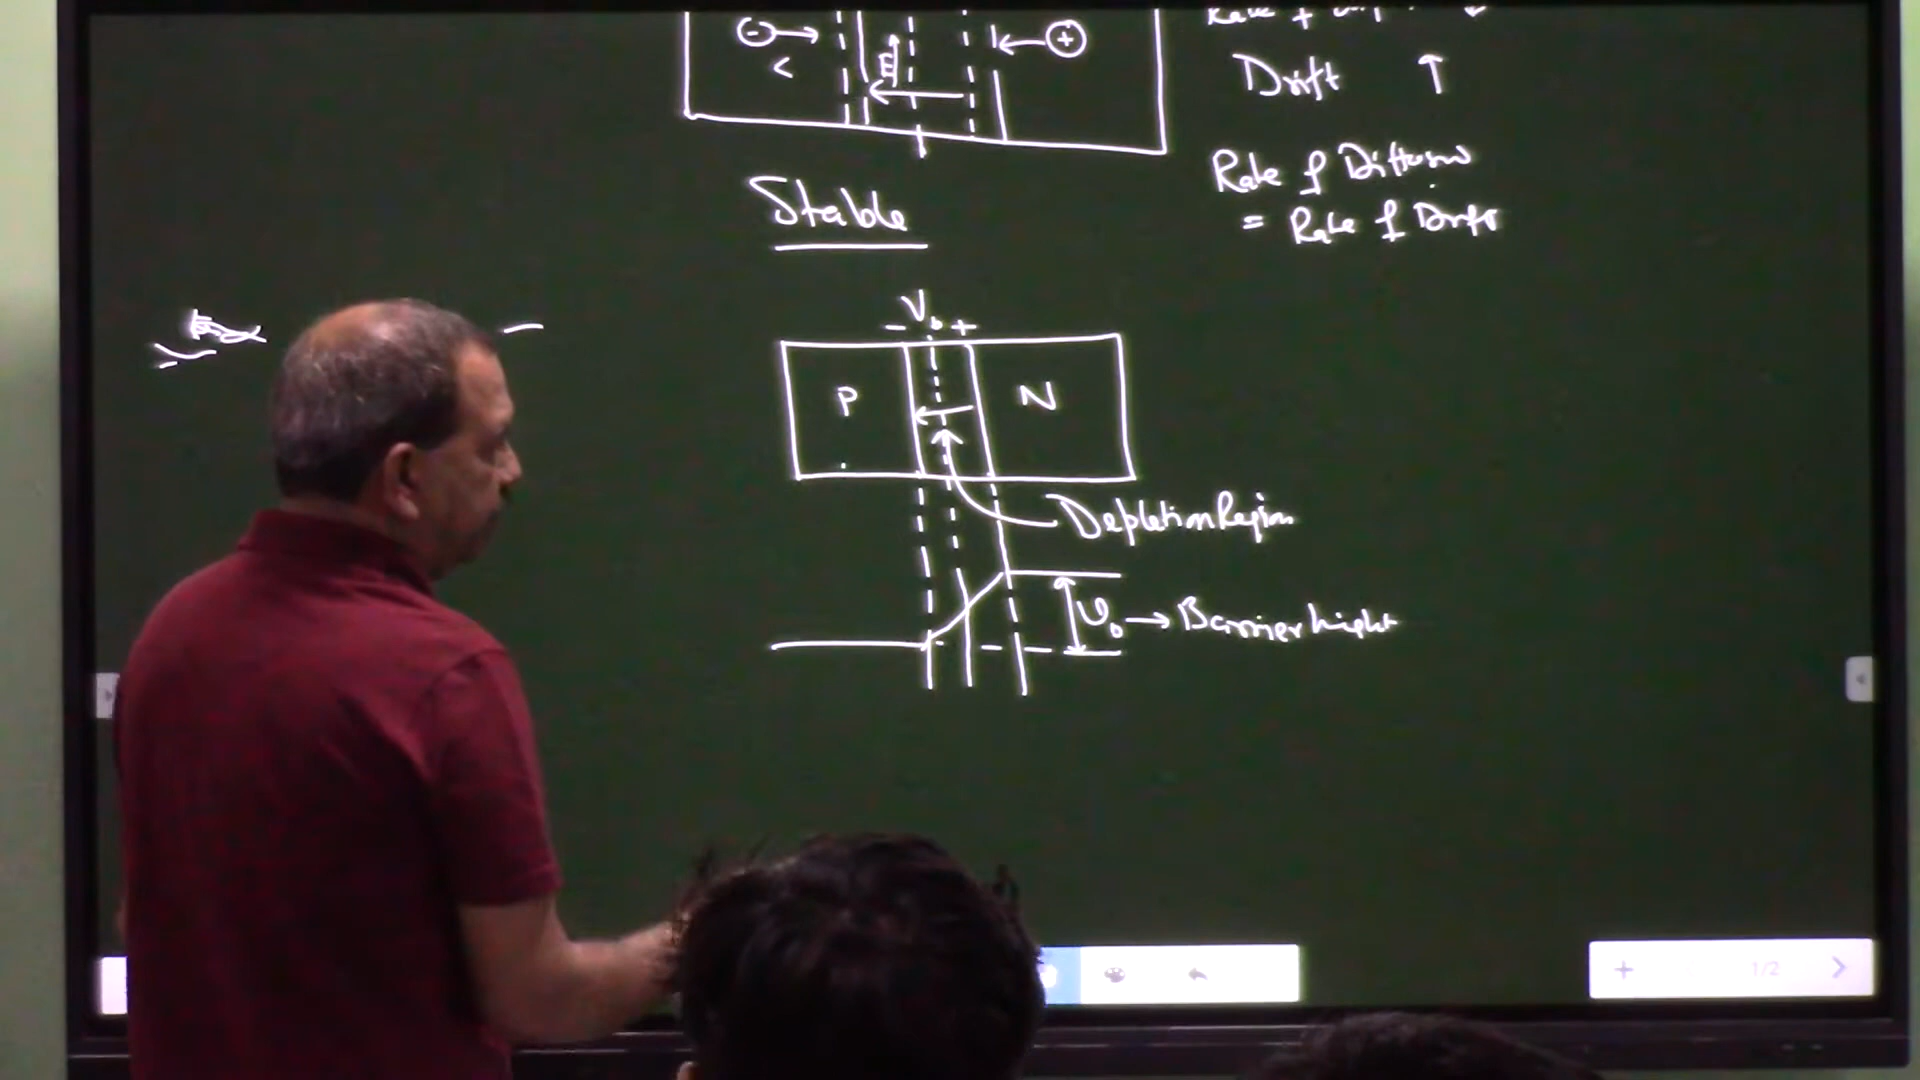 - → ← +
<
E
Drift ↑
Rate of Diffusion
= Rate of Drift
Stable
V₀
- +
P N
Depletion Region
V₀ → Barrier height
+ 1/2 >